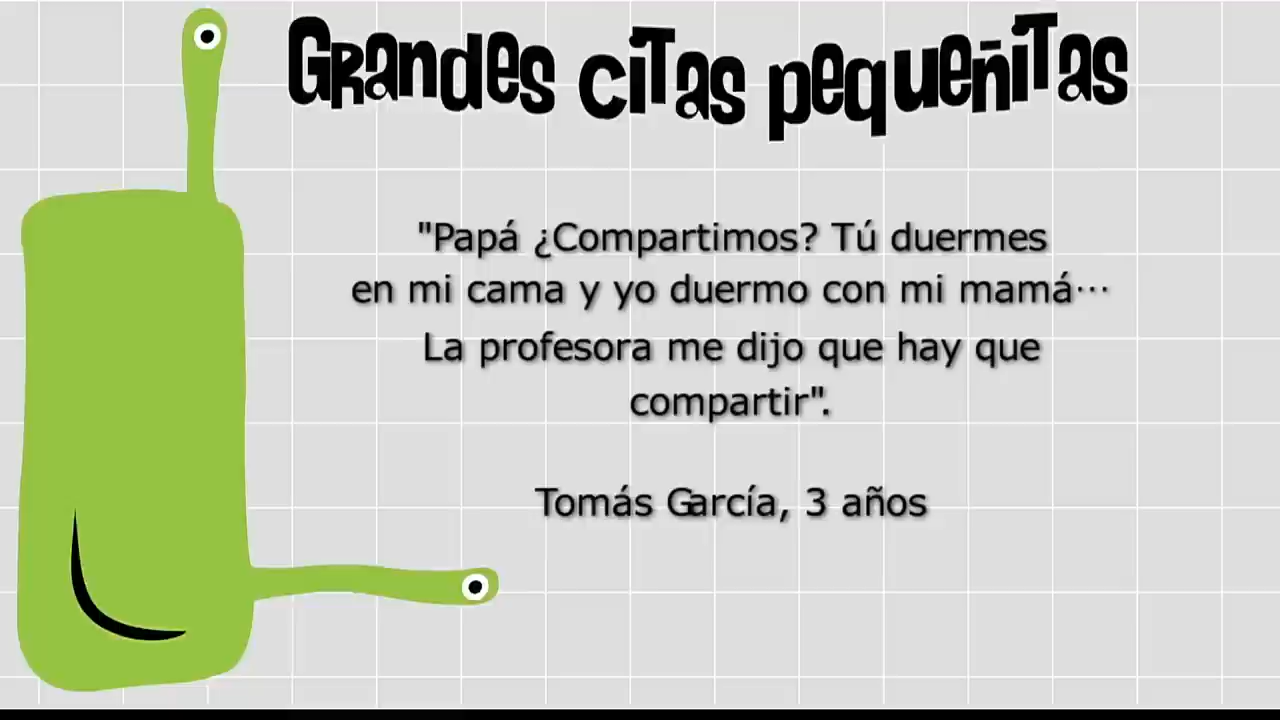 Grandes citas pequeñitas
"Papá ¿Compartimos? Tú duermes
en mi cama y yo duermo con mi mamá…
La profesora me dijo que hay que
compartir".
Tomás García, 3 años